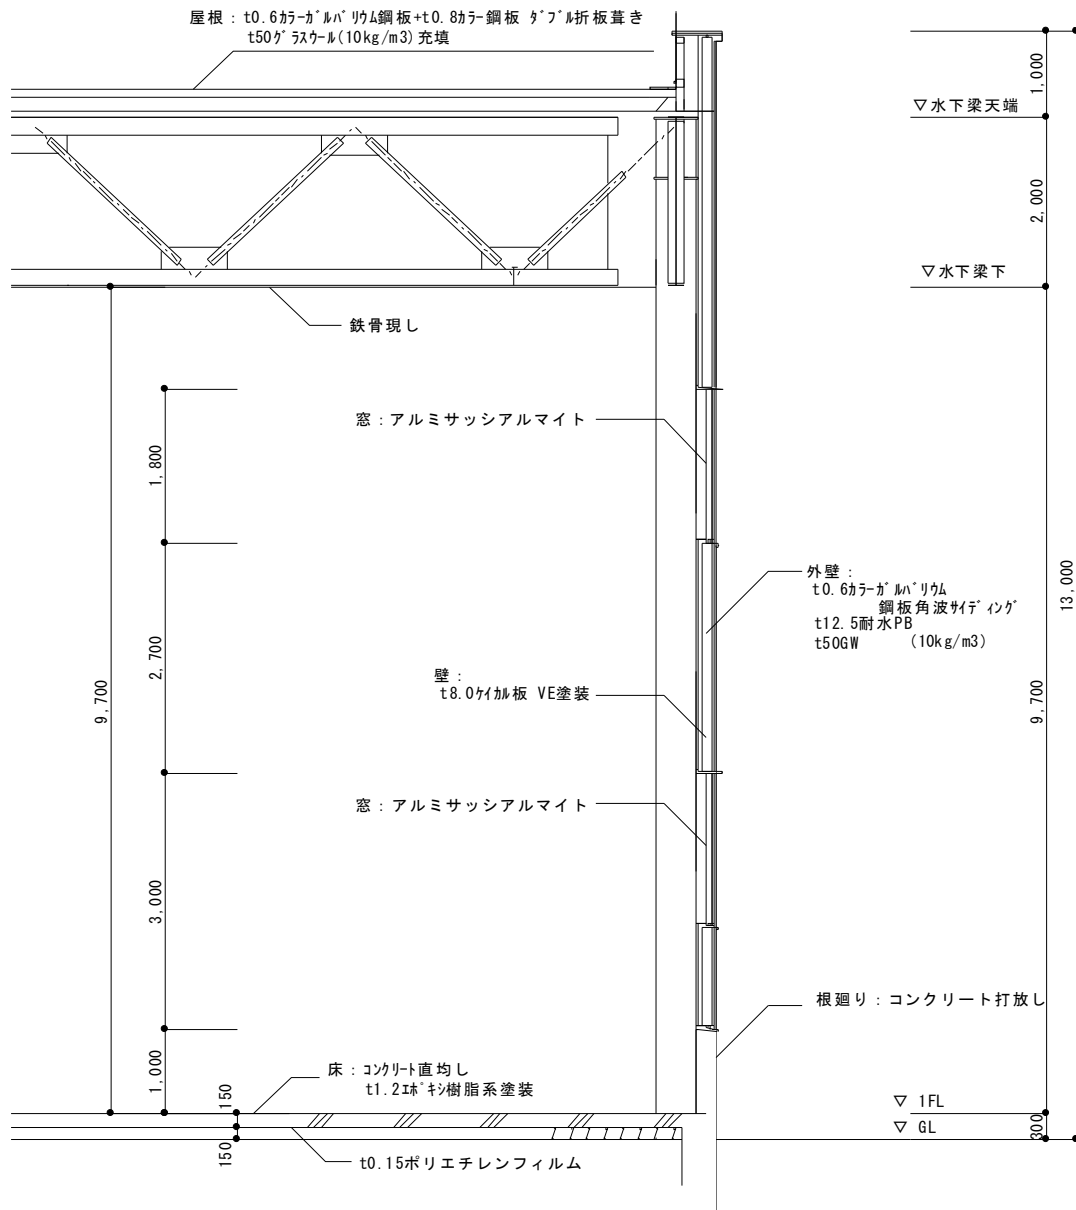 屋根：t0.6ｶﾗｰｶﾞﾙﾊﾞﾘｳﾑ鋼板+t0.8ｶﾗｰ鋼板 ﾀﾞﾌﾞﾙ折板葺き
t50ｸﾞﾗｽｳｰﾙ(10kg/m3)充填
1,000
▽水下梁天端
2,000
▽水下梁下
鉄骨現し
窓：アルミサッシアルマイト
1,800
外壁：
t0.6ｶﾗｰｶﾞﾙﾊﾞﾘｳﾑ
鋼板角波ｻｲﾃﾞｨﾝｸﾞ
t12.5耐水PB
t50GW (10kg/m3)
13,000
2,700
壁：
t8.0ｹｲｶﾙ板 VE塗装
9,700
9,700
窓：アルミサッシアルマイト
3,000
根廻り：コンクリート打放し
1,000
床：ｺﾝｸﾘｰﾄ直均し
t1.2ｴﾎﾟｷｼ樹脂系塗装
150
▽ 1FL
▽ GL
300
150
t0.15ポリエチレンフィルム